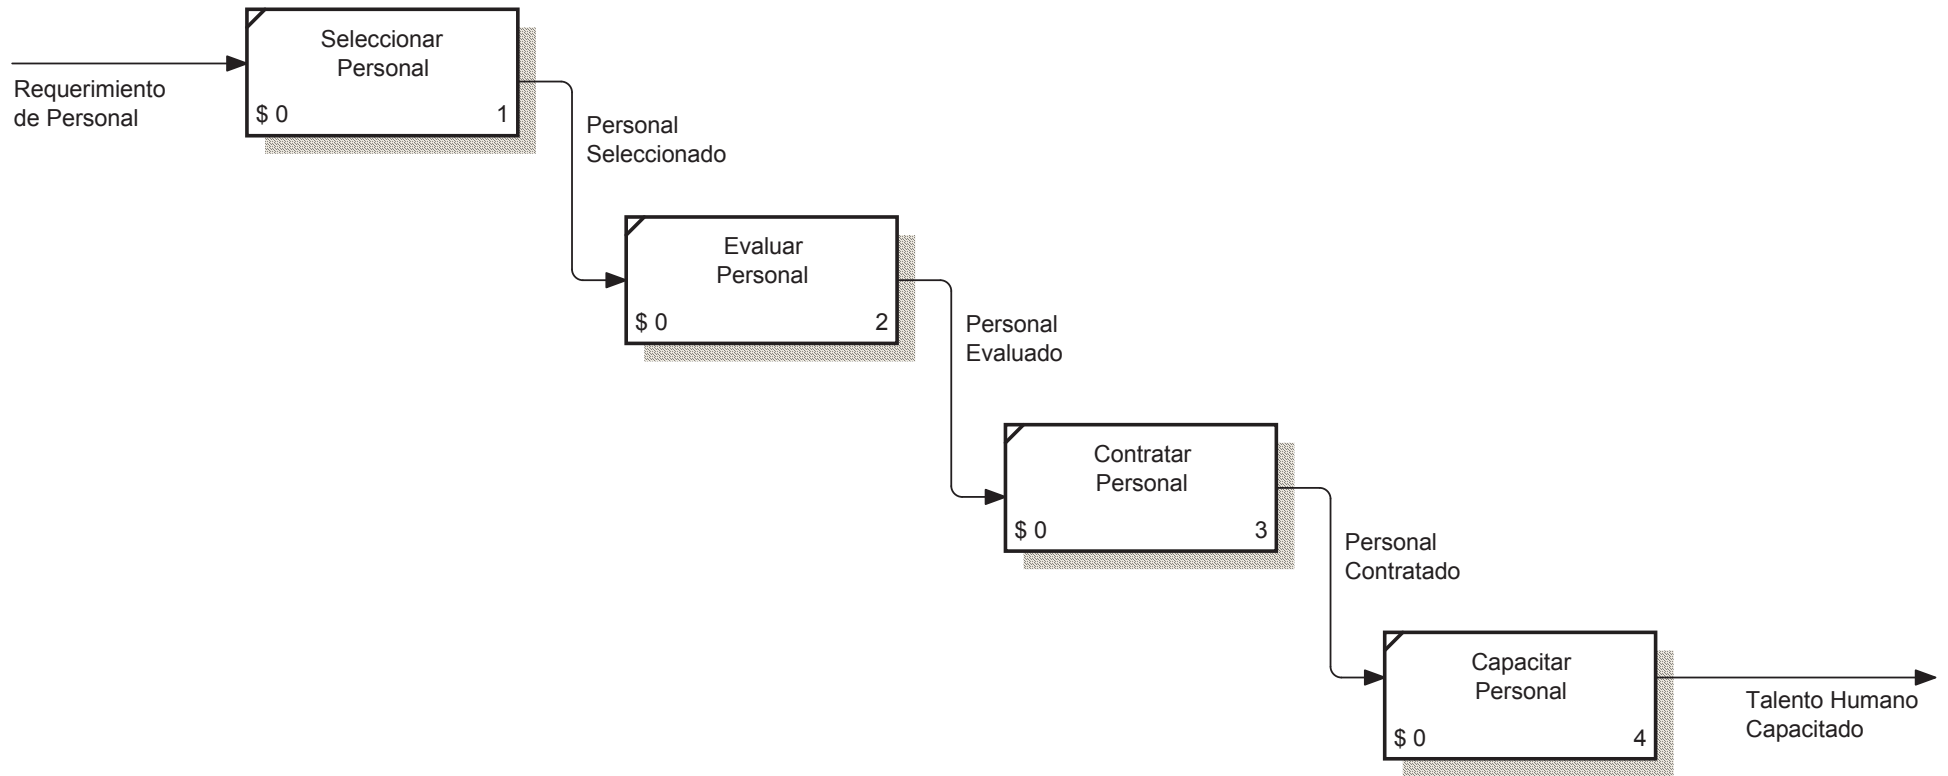 Seleccionar
Personal
$ 0
1
Requerimiento
de Personal
Personal
Seleccionado
Evaluar
Personal
$ 0
2
Personal
Evaluado
Contratar
Personal
$ 0
3
Personal
Contratado
Capacitar
Personal
$ 0
4
Talento Humano
Capacitado